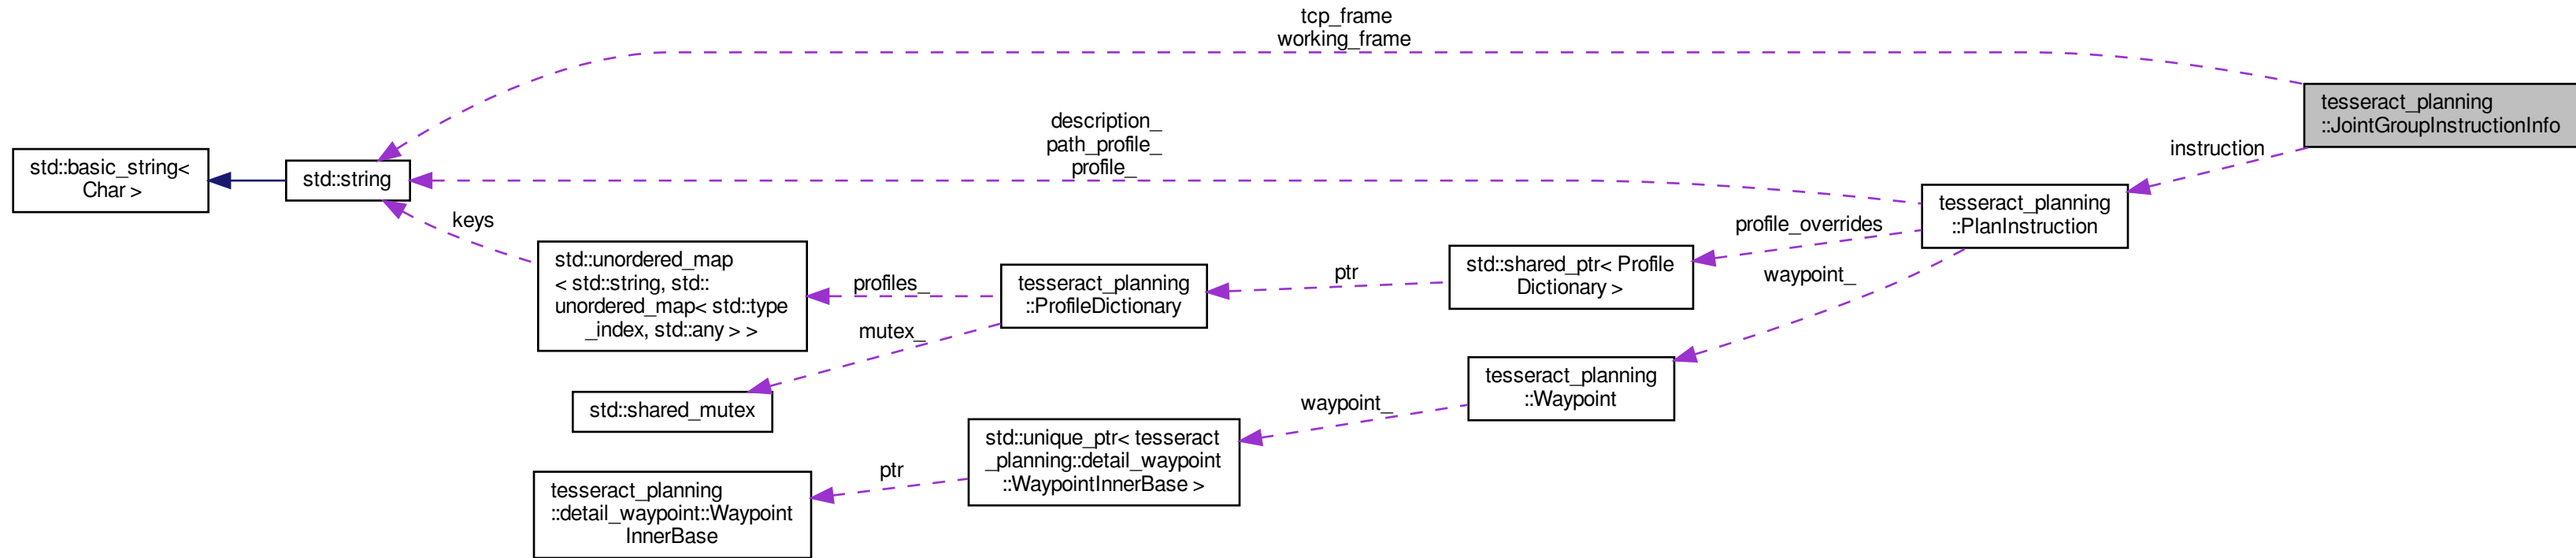 tcp_frame
working_frame
tesseract_planning
::JointGroupInstructionInfo
description_
path_profile_
profile_
instruction
std::basic_string<
Char >
std::string
tesseract_planning
::PlanInstruction
keys
profile_overrides
std::unordered_map
< std::string, std::
unordered_map< std::type
_index, std::any > >
profiles_
tesseract_planning
::ProfileDictionary
ptr
std::shared_ptr< Profile
Dictionary >
waypoint_
mutex_
std::shared_mutex
tesseract_planning
::Waypoint
waypoint_
std::unique_ptr< tesseract
_planning::detail_waypoint
::WaypointInnerBase >
ptr
tesseract_planning
::detail_waypoint::Waypoint
InnerBase